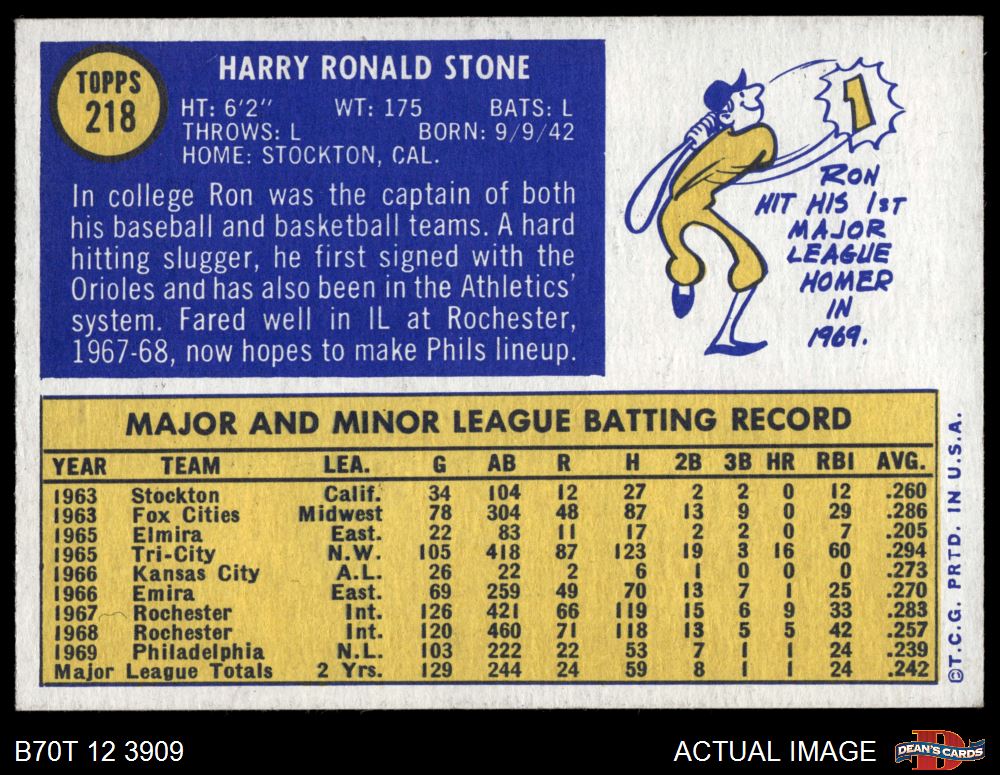 TOPPS
218
HARRY RONALD STONE
HT: 6'2" WT: 175 BATS: L
THROWS: L BORN: 9/9/42
HOME: STOCKTON, CAL.
In college Ron was the captain of both
his baseball and basketball teams. A hard
hitting slugger, he first signed with the
Orioles and has also been in the Athletics'
system. Fared well in IL at Rochester,
1967-68, now hopes to make Phils lineup.
1
RON
HIT HIS 1ST
MAJOR
LEAGUE
HOMER
IN
1969.
MAJOR AND MINOR LEAGUE BATTING RECORD
YEAR TEAM LEA. G AB R H 2B 3B HR RBI AVG.
1963 Stockton Calif. 34 104 12 27 2 2 0 12 .260
1963 Fox Cities Midwest 78 304 48 87 13 9 0 29 .286
1965 Elmira East. 22 83 11 17 2 2 0 7 .205
1965 Tri-City N.W. 105 418 87 123 19 3 16 60 .294
1966 Kansas City A.L. 26 22 2 6 1 0 0 0 .273
1966 Emira East. 69 259 49 70 13 7 1 25 .270
1967 Rochester Int. 126 421 66 119 15 6 9 33 .283
1968 Rochester Int. 120 460 71 118 13 5 5 42 .257
1969 Philadelphia N.L. 103 222 22 53 7 1 1 24 .239
Major League Totals 2 Yrs. 129 244 24 59 8 1 1 24 .242
©T.C.G. PRTD. IN U.S.A.
B70T 12 3909
ACTUAL IMAGE
D
DEAN'S CARDS